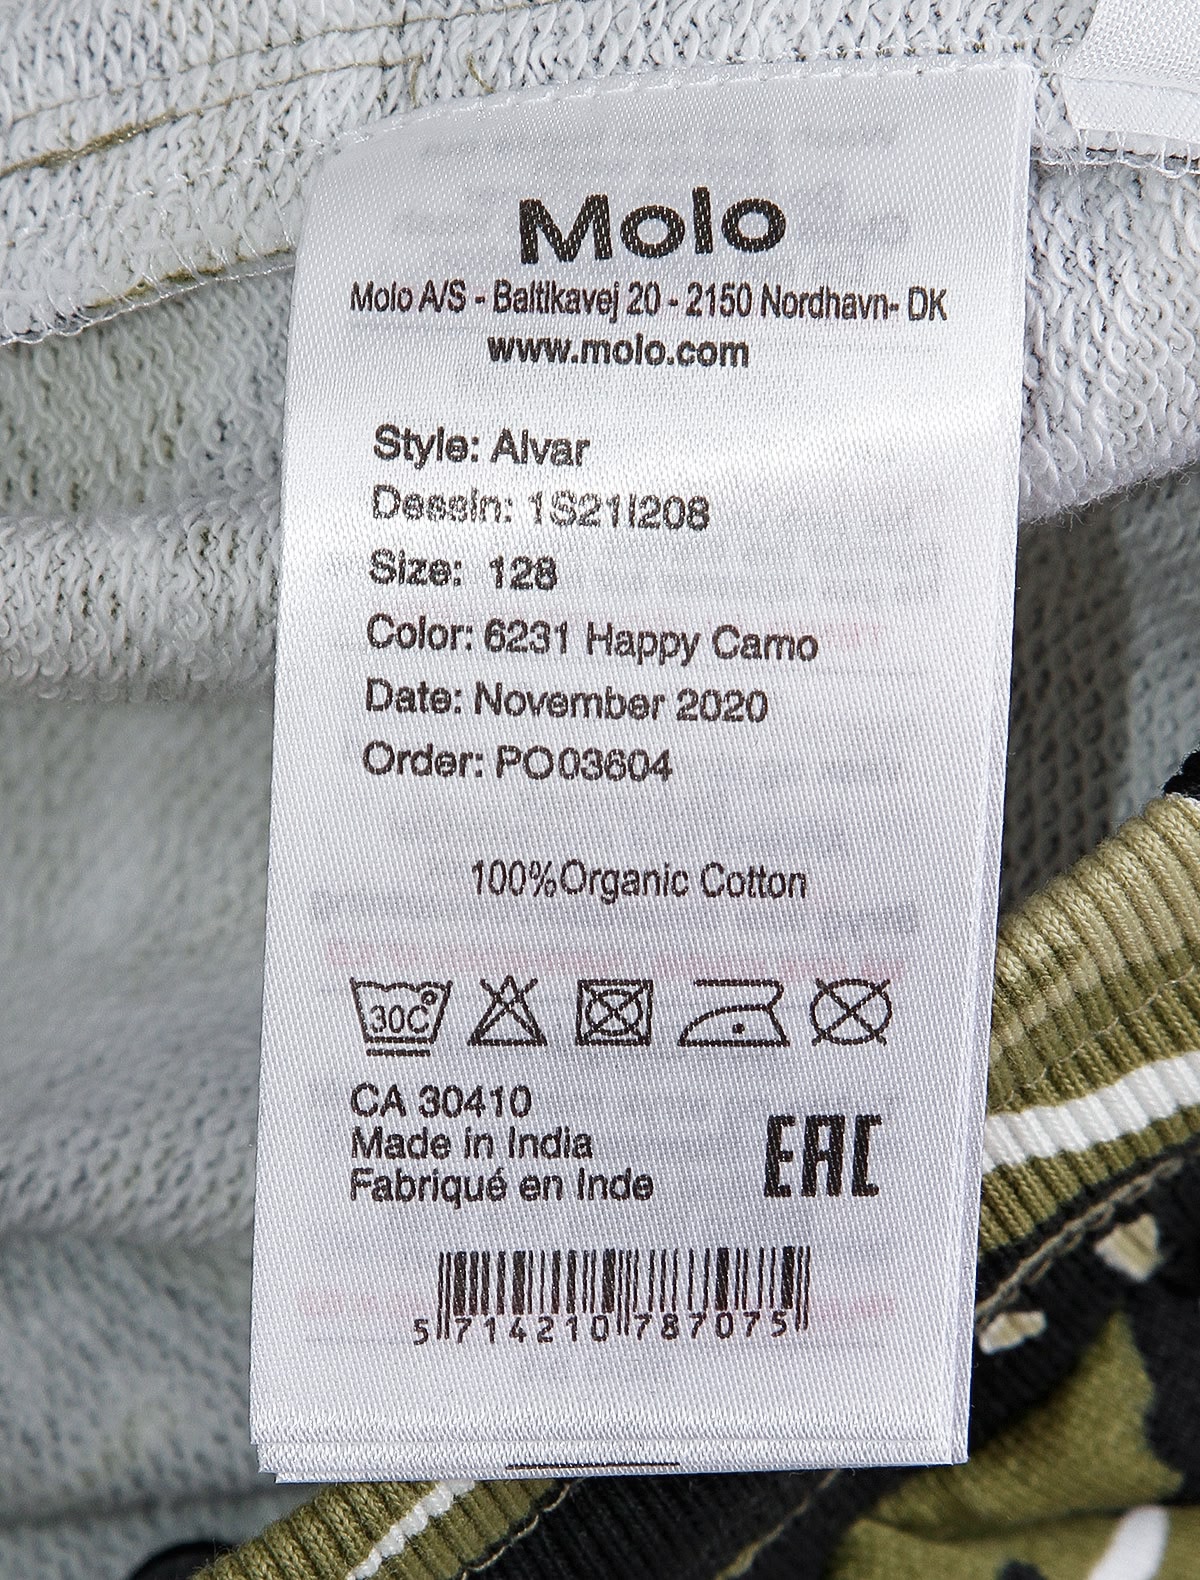 Molo
Molo A/S - Baltikavej 20 - 2150 Nordhavn- DK
www.molo.com
Style: Alvar
Dessin: 1S21I208
Size: 128
Color: 6231 Happy Camo
Date: November 2020
Order: PO03604
100%Organic Cotton
30C
CA 30410
Made in India
Fabriqué en Inde
EAC
5 714210 787075